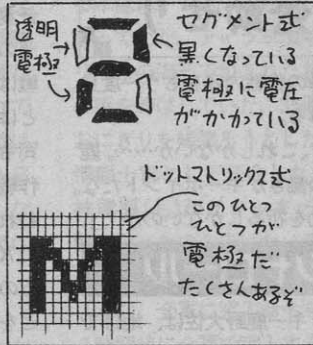 透明
電極
セグメント式
黒くなっている
電極に電圧
がかかっている
ドットマトリックス式
このひとつ
ひとつが
電極だ
たくさんあるぞ
M